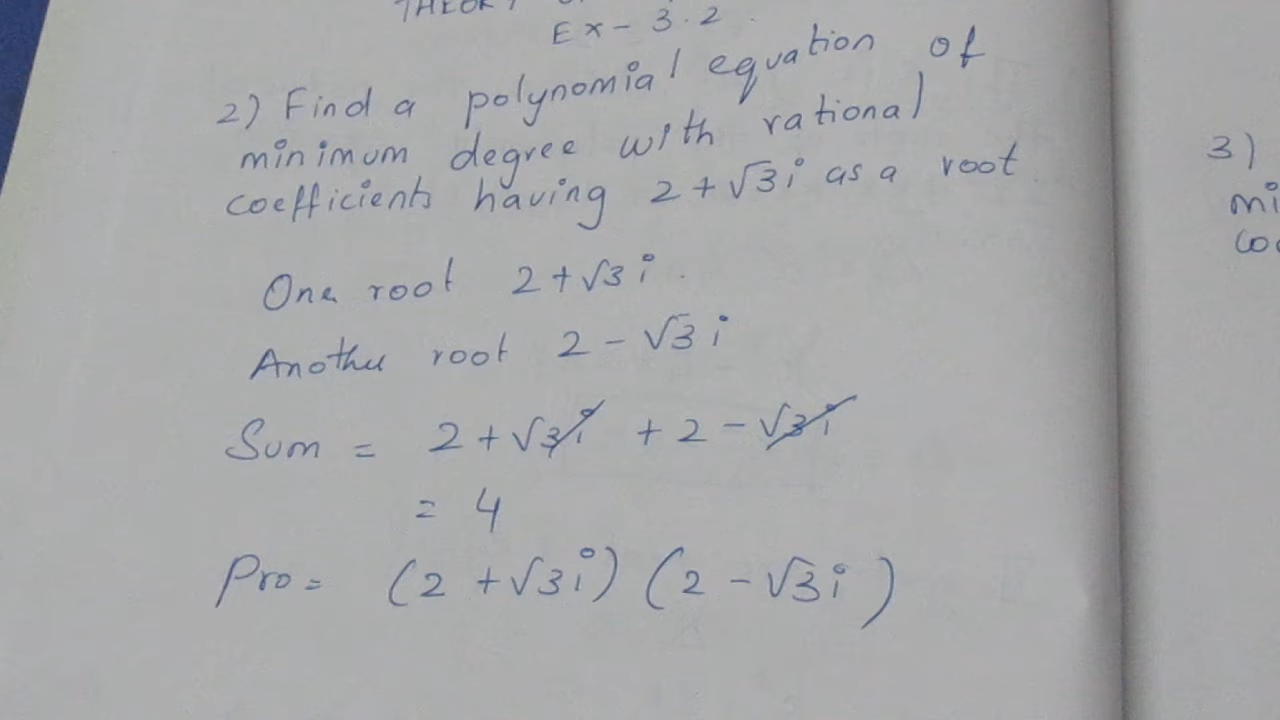 THEORY
Ex - 3.2
2) Find a polynomial equation of
minimum degree with rational
coefficients having 2 + √3i as a root.
One root 2 + √3i.
Another root 2 - √3i
Sum = 2 + √3i + 2 - √3i
= 4
Pro = (2 + √3i) (2 - √3i)
3)